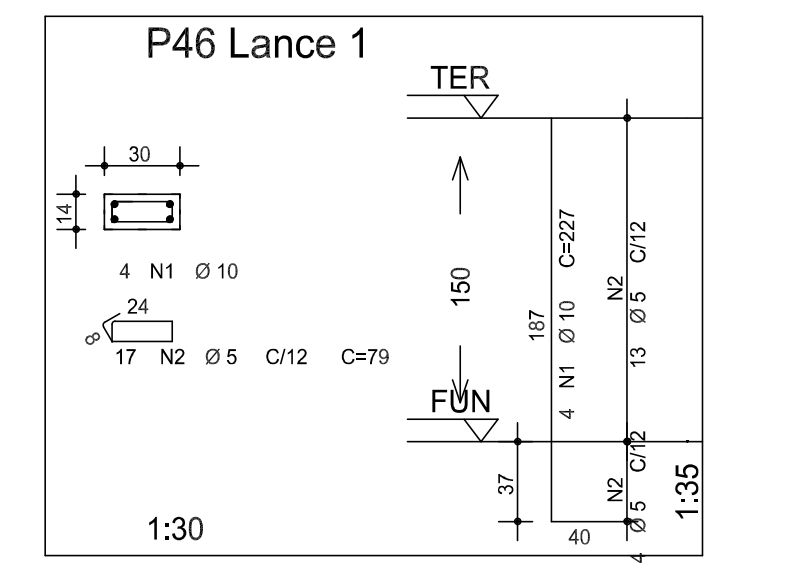 P46 Lance 1
TER
30
14
4 N1 Ø 10
24
8
17 N2 Ø 5 C/12 C=79
150
187
4 N1 Ø 10 C=227
13 Ø 5 C/12
N2
FUN
37
4 Ø 5 C/12
N2
40
1:35
1:30